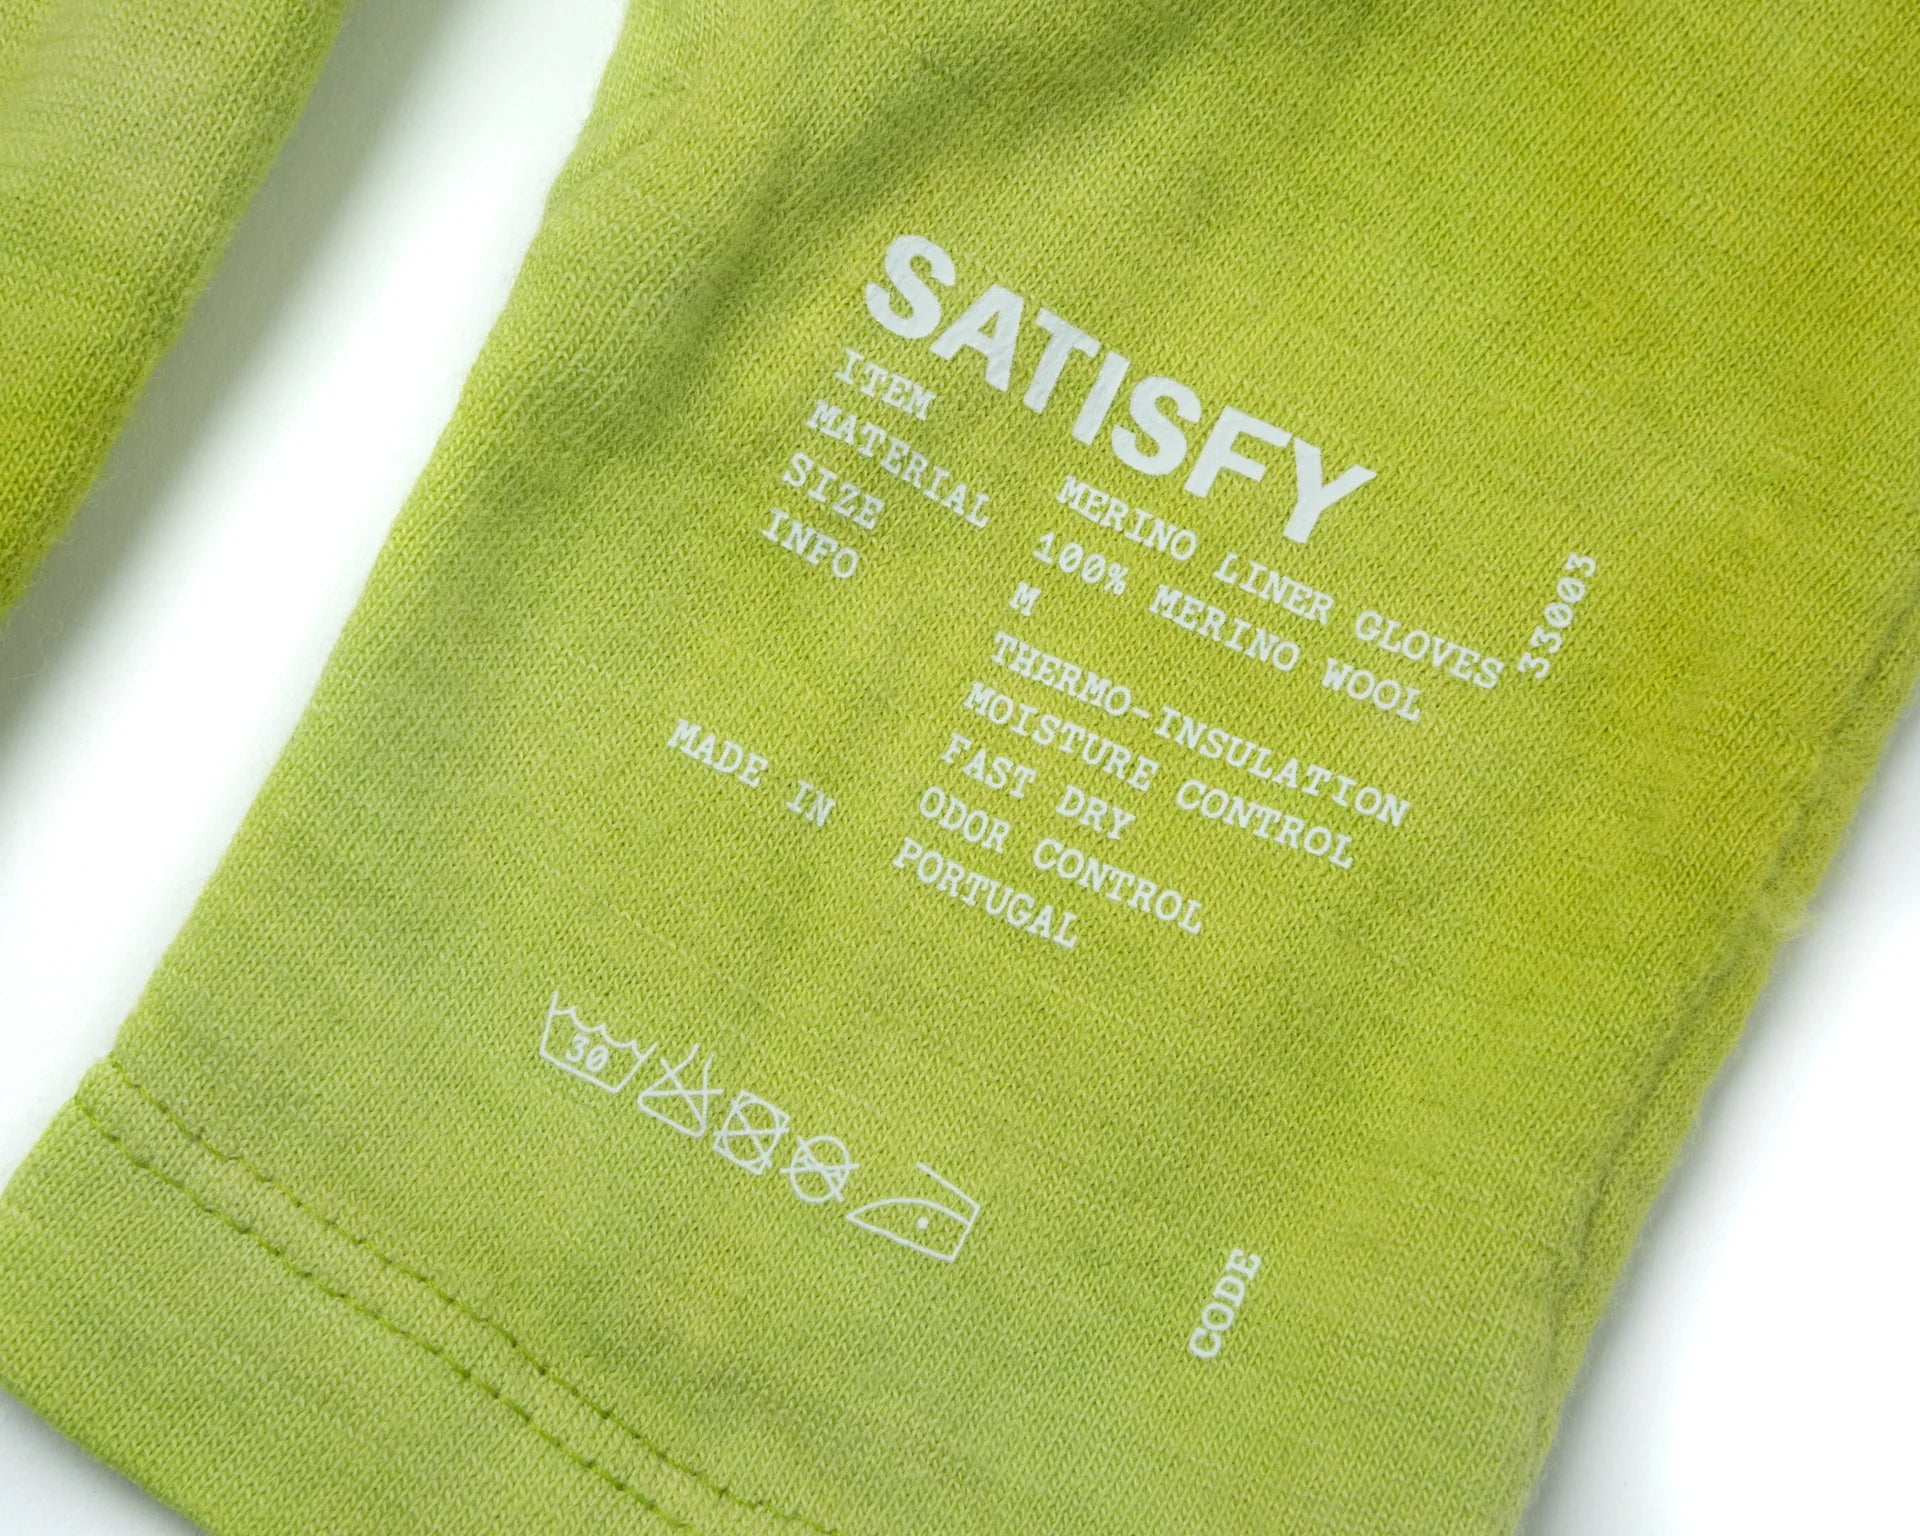 SATISFY
ITEM MERINO LINER GLOVES
MATERIAL 100% MERINO WOOL
SIZE M
INFO THERMO-INSULATION
MOISTURE CONTROL
FAST DRY
ODOR CONTROL
MADE IN PORTUGAL
330003
30
CODE